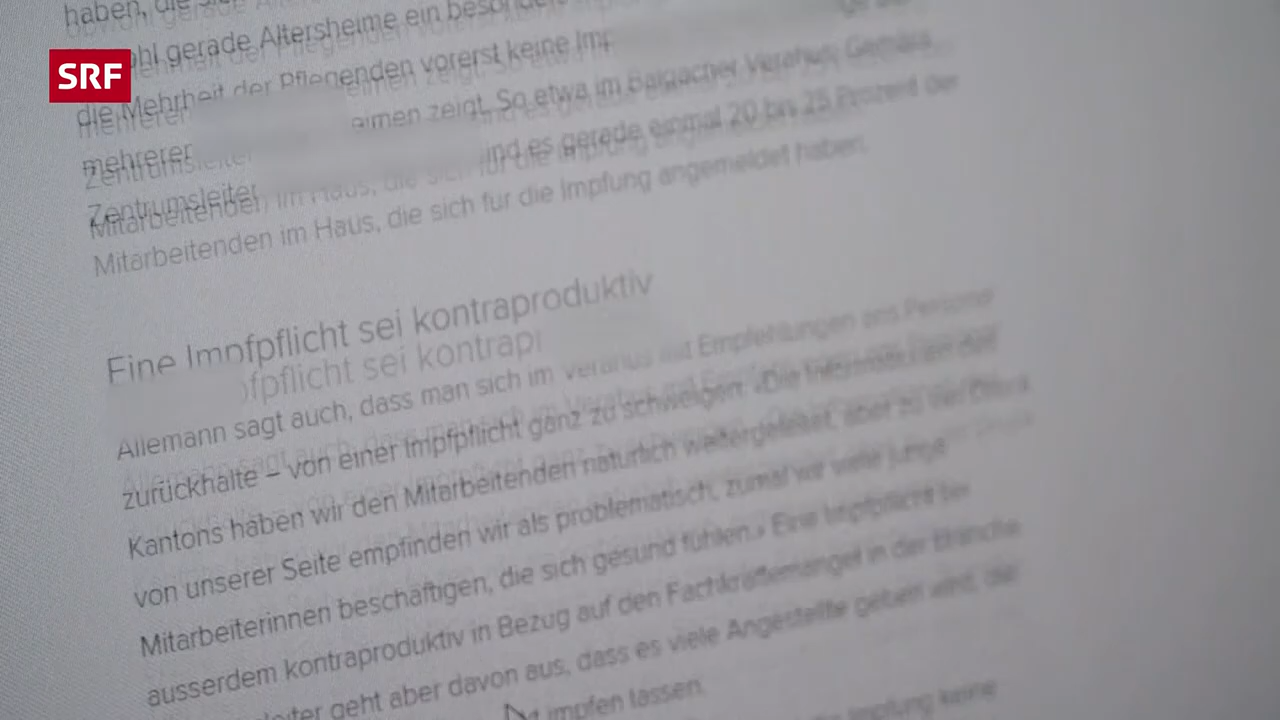 SRF
haben, die
ohl gerade Altersheime ein
die Mehrheit der Pflegenden vorerst keine
mehrerer eimen zeigt. So etwa im Balgacher Verahus: Gemäss
Zentrumsleiter ind es gerade einmal 20 bis 25 Prozent der
Mitarbeitenden im Haus, die sich für die Impfung angemeldet haben.
Eine Impfpflicht sei kontraproduktiv
Allemann sagt auch, dass man sich im Verahus mit Empfehlungen ans Personal
zurückhalte – von einer Impfpflicht ganz zu schweigen. «Die Informationen des
Kantons haben wir den Mitarbeitenden natürlich weitergeleitet, aber zu viel Druck
von unserer Seite empfinden wir als problematisch, zumal wir viele junge
Mitarbeiterinnen beschäftigen, die sich gesund fühlen.» Eine Impfpflicht sei
ausserdem kontraproduktiv in Bezug auf den Fachkräftemangel in der Branche.
leiter geht aber davon aus, dass es viele Angestellte geben wird, die
impfen lassen.
Impfung keine